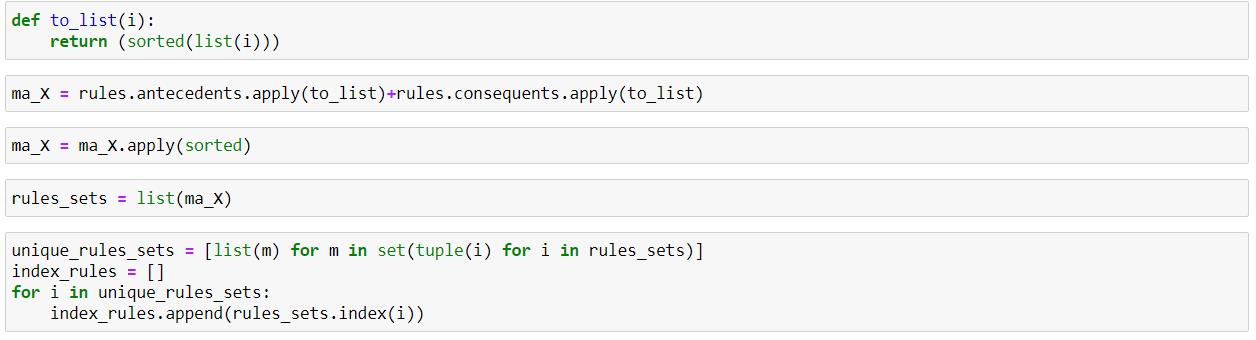 def to_list(i):
    return (sorted(list(i)))
ma_X = rules.antecedents.apply(to_list)+rules.consequents.apply(to_list)
ma_X = ma_X.apply(sorted)
rules_sets = list(ma_X)
unique_rules_sets = [list(m) for m in set(tuple(i) for i in rules_sets)]
index_rules = []
for i in unique_rules_sets:
    index_rules.append(rules_sets.index(i))